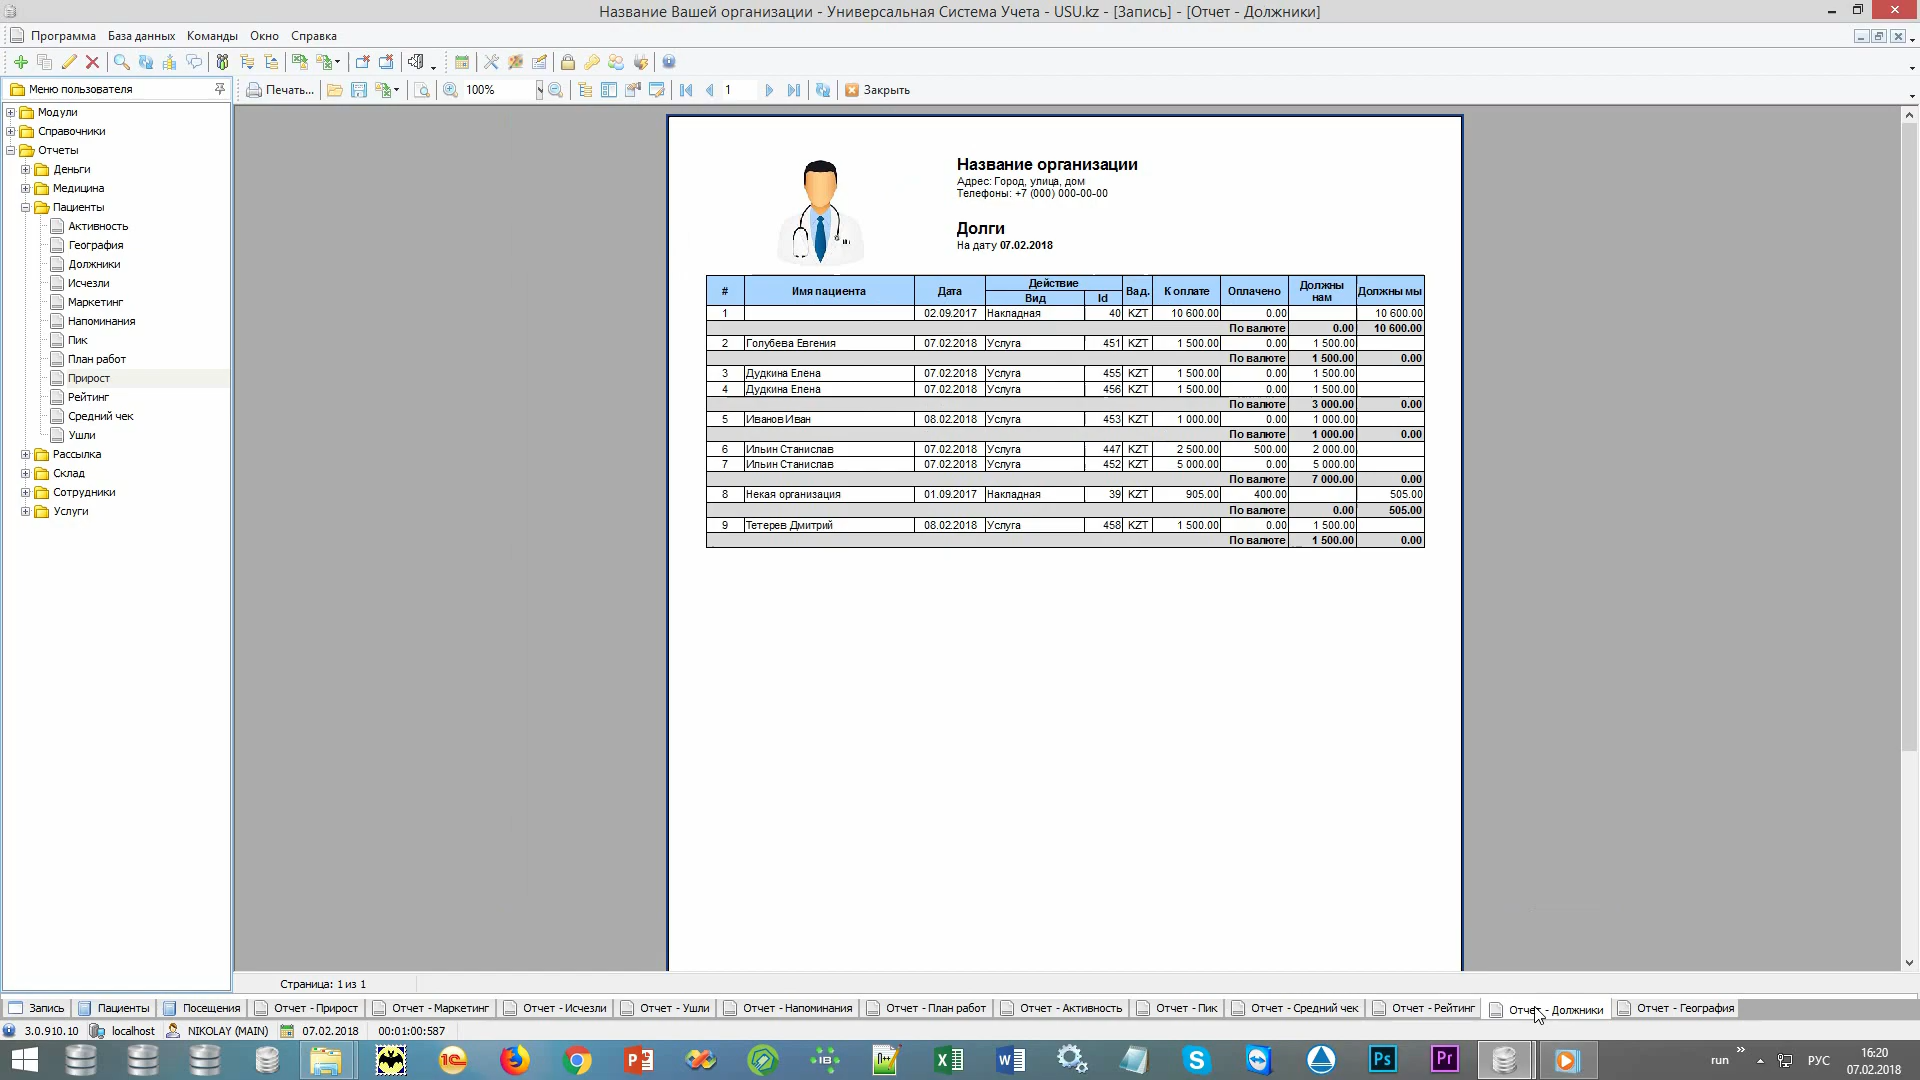 Название Вашей организации - Универсальная Система Учета - USU.kz - [Запись] - [Отчет - Должники]
Программа База данных Команды Окно Справка
Меню пользователя
Печать... 100% 1 Закрыть
Модули
Справочники
Отчеты
Деньги
Медицина
Пациенты
Активность
География
Должники
Исчезли
Маркетинг
Напоминания
Пик
План работ
Прирост
Рейтинг
Средний чек
Ушли
Рассылка
Склад
Сотрудники
Услуги
Название организации
Адрес: Город, улица, дом
Телефоны: +7 (000) 000-00-00
Долги
На дату 07.02.2018
# Имя пациента Дата Действие Вид Id Вад. К оплате Оплачено Должны нам Должны мы
1 02.09.2017 Накладная 40 KZT 10 600.00 0.00 10 600.00
По валюте 0.00 10 600.00
2 Голубева Евгения 07.02.2018 Услуга 451 KZT 1 500.00 0.00 1 500.00
По валюте 1 500.00 0.00
3 Дудкина Елена 07.02.2018 Услуга 455 KZT 1 500.00 0.00 1 500.00
4 Дудкина Елена 07.02.2018 Услуга 456 KZT 1 500.00 0.00 1 500.00
По валюте 3 000.00 0.00
5 Иванов Иван 08.02.2018 Услуга 453 KZT 1 000.00 0.00 1 000.00
По валюте 1 000.00 0.00
6 Ильин Станислав 07.02.2018 Услуга 447 KZT 2 500.00 500.00 2 000.00
7 Ильин Станислав 07.02.2018 Услуга 452 KZT 5 000.00 0.00 5 000.00
По валюте 7 000.00 0.00
8 Некая организация 01.09.2017 Накладная 39 KZT 905.00 400.00 505.00
По валюте 0.00 505.00
9 Тетерев Дмитрий 08.02.2018 Услуга 458 KZT 1 500.00 0.00 1 500.00
По валюте 1 500.00 0.00
Страница: 1 из 1
Запись Пациенты Посещения Отчет - Прирост Отчет - Маркетинг Отчет - Исчезли Отчет - Ушли Отчет - Напоминания Отчет - План работ Отчет - Активность Отчет - Пик Отчет - Средний чек Отчет - Рейтинг Отчет - Должники Отчет - География
3.0.910.10 localhost NIKOLAY (MAIN) 07.02.2018 00:01:00:587
run РУС 16:20
07.02.2018